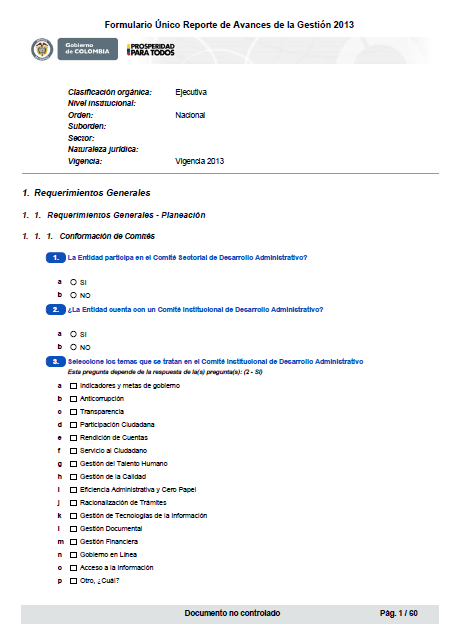 Formulario Único Reporte de Avances de la Gestión 2013
Gobierno
de COLOMBIA
PROSPERIDAD
PARA TODOS
Clasificación orgánica: Ejecutiva
Nivel institucional:
Orden: Nacional
Suborden:
Sector:
Naturaleza jurídica:
Vigencia: Vigencia 2013
1. Requerimientos Generales
1. 1. Requerimientos Generales - Planeación
1. 1. 1. Conformación de Comités
1. La Entidad participa en el Comité Sectorial de Desarrollo Administrativo?
a SI
b NO
2. ¿La Entidad cuenta con un Comité Institucional de Desarrollo Administrativo?
a SI
b NO
3. Seleccione los temas que se tratan en el Comité Institucional de Desarrollo Administrativo
Esta pregunta depende de la respuesta de la(s) pregunta(s): (2 - SI)
a Indicadores y metas de gobierno
b Anticorrupción
c Transparencia
d Participación Ciudadana
e Rendición de Cuentas
f Servicio al Ciudadano
g Gestión del Talento Humano
h Gestión de la Calidad
i Eficiencia Administrativa y Cero Papel
j Racionalización de Trámites
k Gestión de Tecnologías de la Información
l Gestión Documental
m Gestión Financiera
n Gobierno en Línea
o Acceso a la Información
p Otro, ¿Cuál?
Documento no controlado Pág. 1 / 60